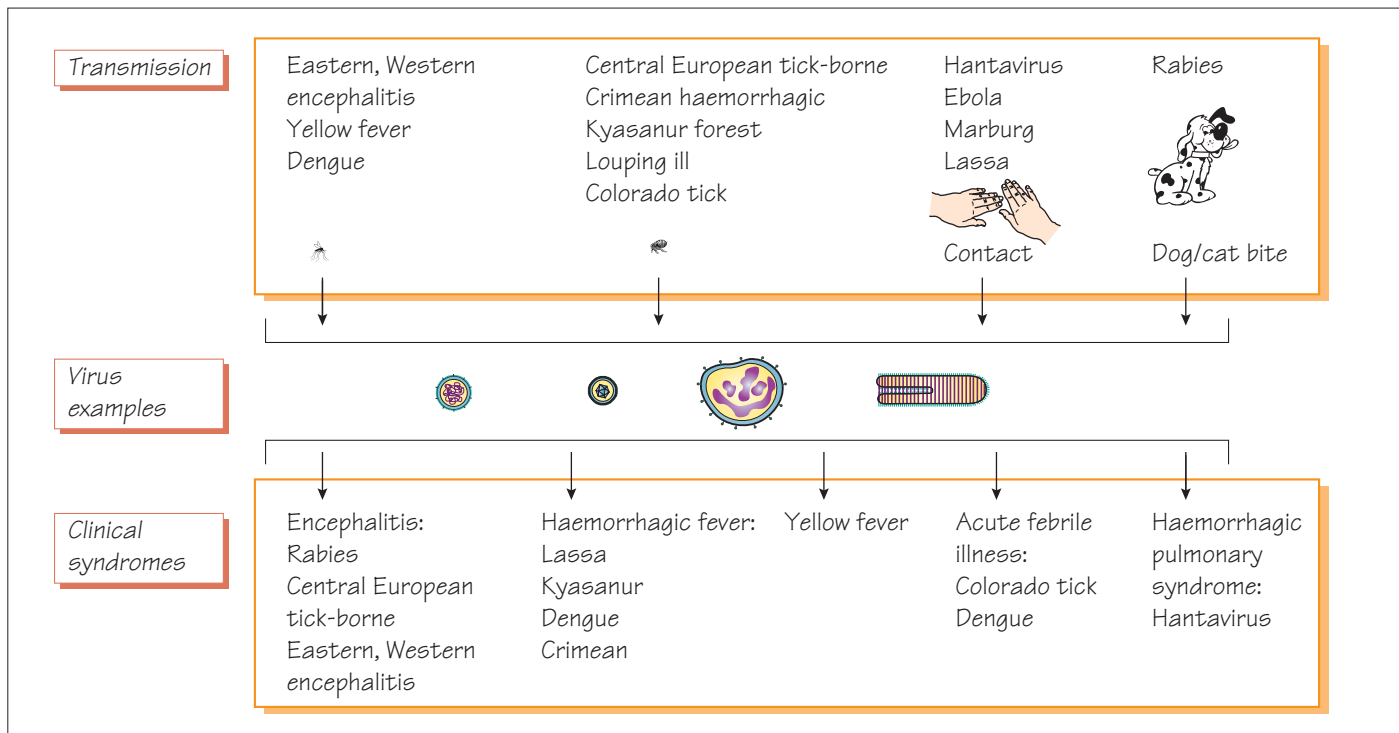 Transmission
Eastern, Western
encephalitis
Yellow fever
Dengue
Central European tick-borne
Crimean haemorrhagic
Kyasanur forest
Louping ill
Colorado tick
Hantavirus
Ebola
Marburg
Lassa
Contact
Rabies
Dog/cat bite
Virus
examples
Clinical
syndromes
Encephalitis:
Rabies
Central European
tick-borne
Eastern, Western
encephalitis
Haemorrhagic fever:
Lassa
Kyasanur
Dengue
Crimean
Yellow fever
Acute febrile
illness:
Colorado tick
Dengue
Haemorrhagic
pulmonary
syndrome:
Hantavirus